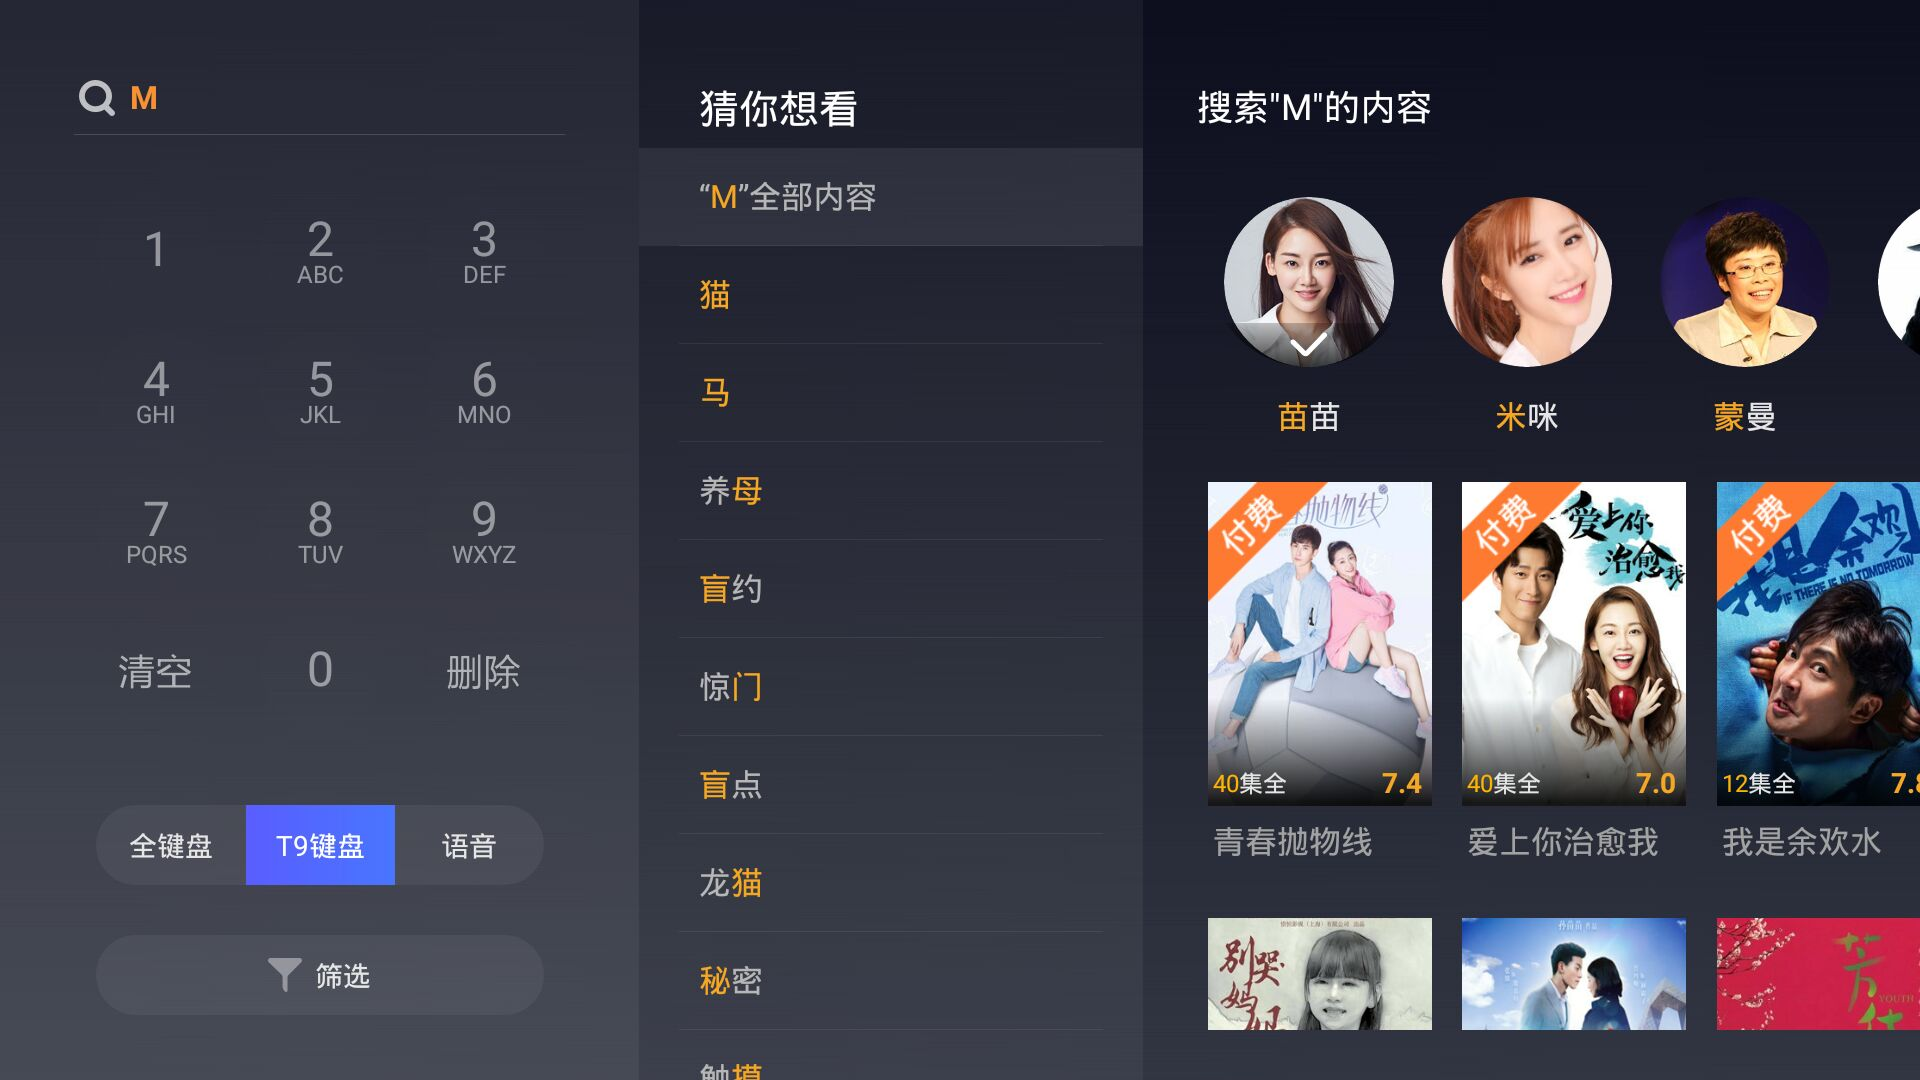 M
1
2
ABC
3
DEF
4
GHI
5
JKL
6
MNO
7
PQRS
8
TUV
9
WXYZ
清空
0
删除
全键盘
T9键盘
语音
筛选
猜你想看
“M”全部内容
猫
马
养母
盲约
惊门
盲点
龙猫
秘密
触摸
搜索"M"的内容
苗苗
米咪
蒙曼
付费
抛物线
40集全
7.4
青春抛物线
付费
爱上你
治愈我
40集全
7.0
爱上你治愈我
付费
我是余欢
IF THERE IS NO TOMORROW
12集全
7.8
我是余欢水
别哭
妈妈
芳华
YOUTH